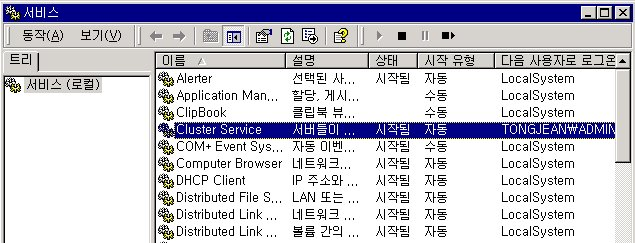 서비스
동작(A) 보기(V)
트리
서비스 (로컬)
이름 설명 상태 시작 유형 다음 사용자로 로그온
Alerter 선택된 사... 시작됨 자동 LocalSystem
Application Man... 할당, 게시... 수동 LocalSystem
ClipBook 클립북 뷰... 수동 LocalSystem
Cluster Service 서버들이 ... 시작됨 자동 TONGJEAN₩ADMIN
COM+ Event Sys... 자동 이벤... 시작됨 수동 LocalSystem
Computer Browser 네트워크... 시작됨 자동 LocalSystem
DHCP Client IP 주소와 ... 시작됨 자동 LocalSystem
Distributed File S... LAN 또는 ... 시작됨 자동 LocalSystem
Distributed Link ... 네트워크 ... 시작됨 자동 LocalSystem
Distributed Link ... 볼륨 간의 ... 시작됨 자동 LocalSystem